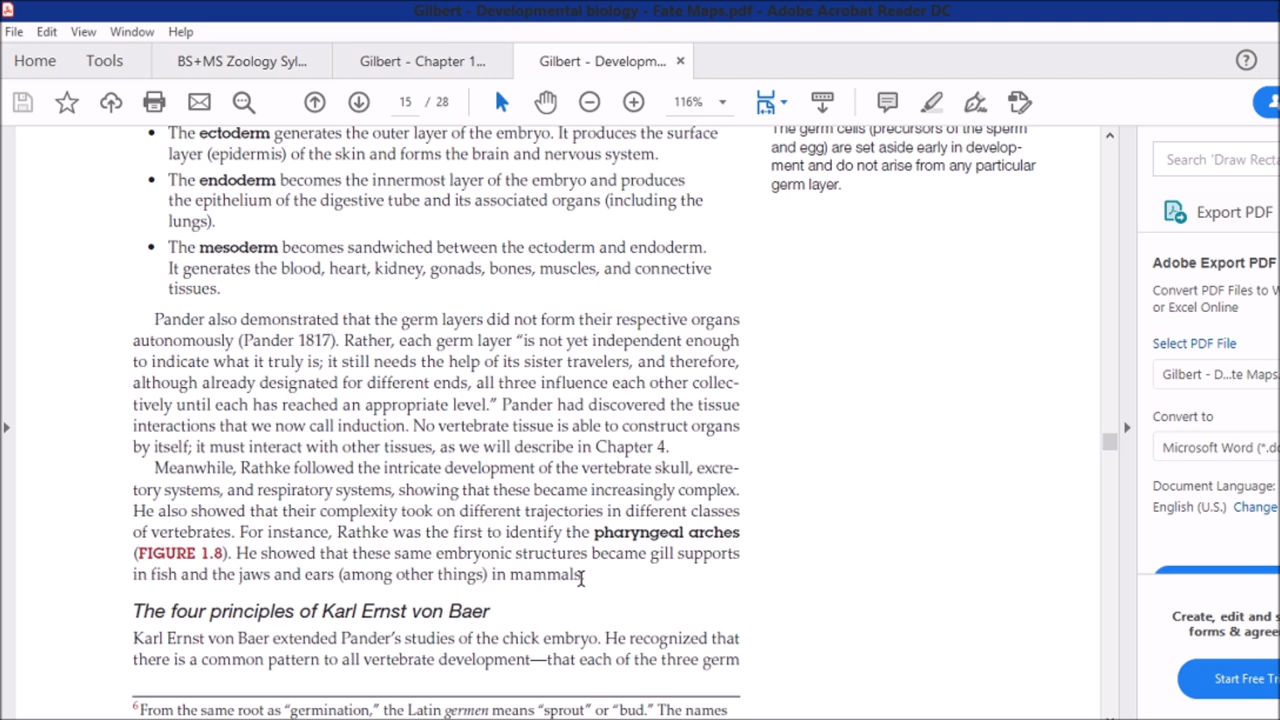 Gilbert - Developmental biology - Fate Maps.pdf - Adobe Acrobat Reader DC
File Edit View Window Help
Home Tools BS+MS Zoology Syl... Gilbert - Chapter 1... Gilbert - Developm... ×
15 / 28 116%
• The ectoderm generates the outer layer of the embryo. It produces the surface
layer (epidermis) of the skin and forms the brain and nervous system.
• The endoderm becomes the innermost layer of the embryo and produces
the epithelium of the digestive tube and its associated organs (including the
lungs).
• The mesoderm becomes sandwiched between the ectoderm and endoderm.
It generates the blood, heart, kidney, gonads, bones, muscles, and connective
tissues.
Pander also demonstrated that the germ layers did not form their respective organs
autonomously (Pander 1817). Rather, each germ layer “is not yet independent enough
to indicate what it truly is; it still needs the help of its sister travelers, and therefore,
although already designated for different ends, all three influence each other collec-
tively until each has reached an appropriate level.” Pander had discovered the tissue
interactions that we now call induction. No vertebrate tissue is able to construct organs
by itself; it must interact with other tissues, as we will describe in Chapter 4.
Meanwhile, Rathke followed the intricate development of the vertebrate skull, excre-
tory systems, and respiratory systems, showing that these became increasingly complex.
He also showed that their complexity took on different trajectories in different classes
of vertebrates. For instance, Rathke was the first to identify the pharyngeal arches
(FIGURE 1.8). He showed that these same embryonic structures became gill supports
in fish and the jaws and ears (among other things) in mammals.
The four principles of Karl Ernst von Baer
Karl Ernst von Baer extended Pander’s studies of the chick embryo. He recognized that
there is a common pattern to all vertebrate development—that each of the three germ
6From the same root as “germination,” the Latin germen means “sprout” or “bud.” The names
The germ cells (precursors of the sperm
and egg) are set aside early in develop-
ment and do not arise from any particular
germ layer.
Search 'Draw Rect
Export PDF
Adobe Export PDF
Convert PDF Files to W
or Excel Online
Select PDF File
Gilbert - D...te Maps.
Convert to
Microsoft Word (*.do
Document Language:
English (U.S.) Change
Create, edit and s
forms & agree
Start Free Tr